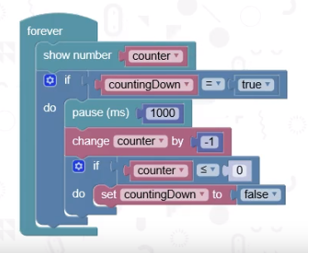 forever
show number counter
if countingDown = true
do pause (ms) 1000
change counter by -1
if counter ≤ 0
do set countingDown to false